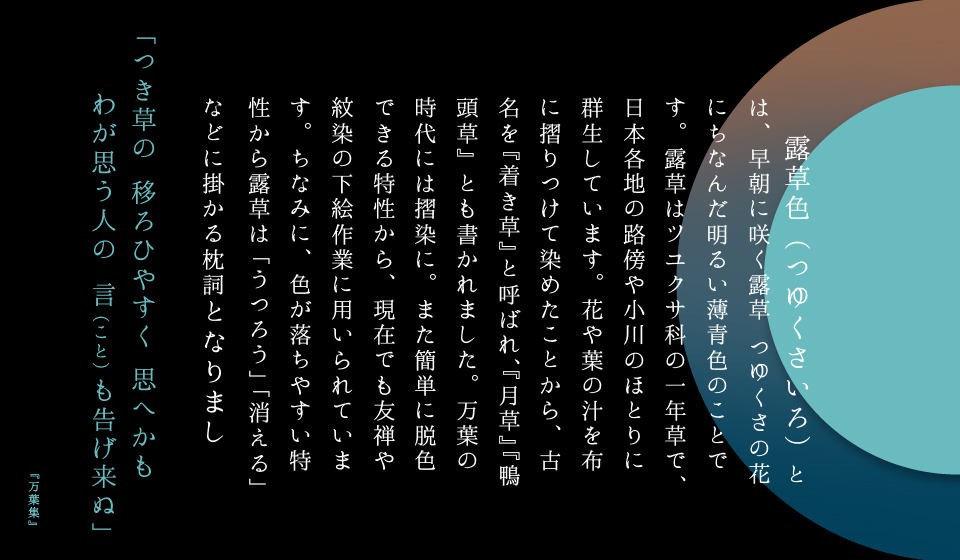 露草色（つゆくさいろ）と
は、早朝に咲く露草 つゆくさの花
にちなんだ明るい薄青色のことで
す。露草はツユクサ科の一年草で、
日本各地の路傍や小川のほとりに
群生しています。花や葉の汁を布
に摺りつけて染めたことから、古
名を『着き草』と呼ばれ、『月草』『鴨
頭草』とも書かれました。万葉の
時代には摺染に。また簡単に脱色
できる特性から、現在でも友禅や
紋染の下絵作業に用いられていま
す。ちなみに、色が落ちやすい特
性から露草は「うつろう」「消える」
などに掛かる枕詞となりまし
「つき草の 移ろひやすく 思へかも
わが思う人の 言（こと）も告げ来ぬ」
『万葉集』